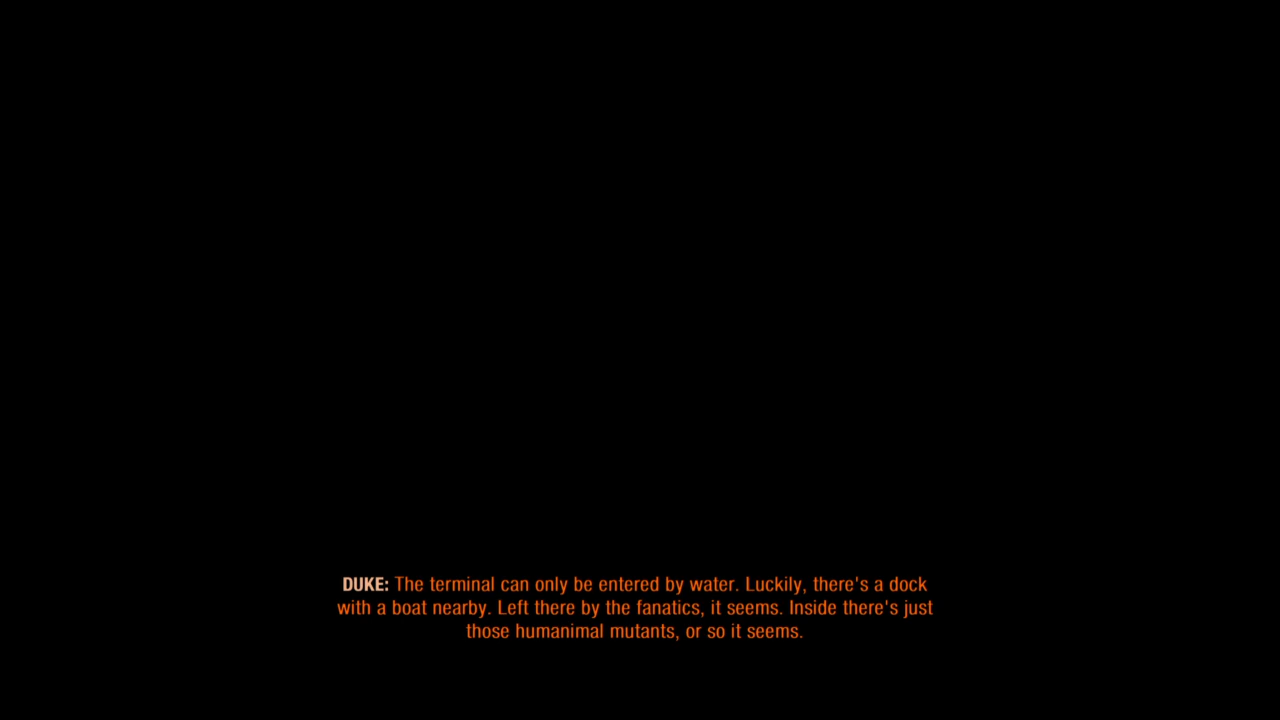 DUKE: The terminal can only be entered by water. Luckily, there's a dock
with a boat nearby. Left there by the fanatics, it seems. Inside there's just
those humanimal mutants, or so it seems.